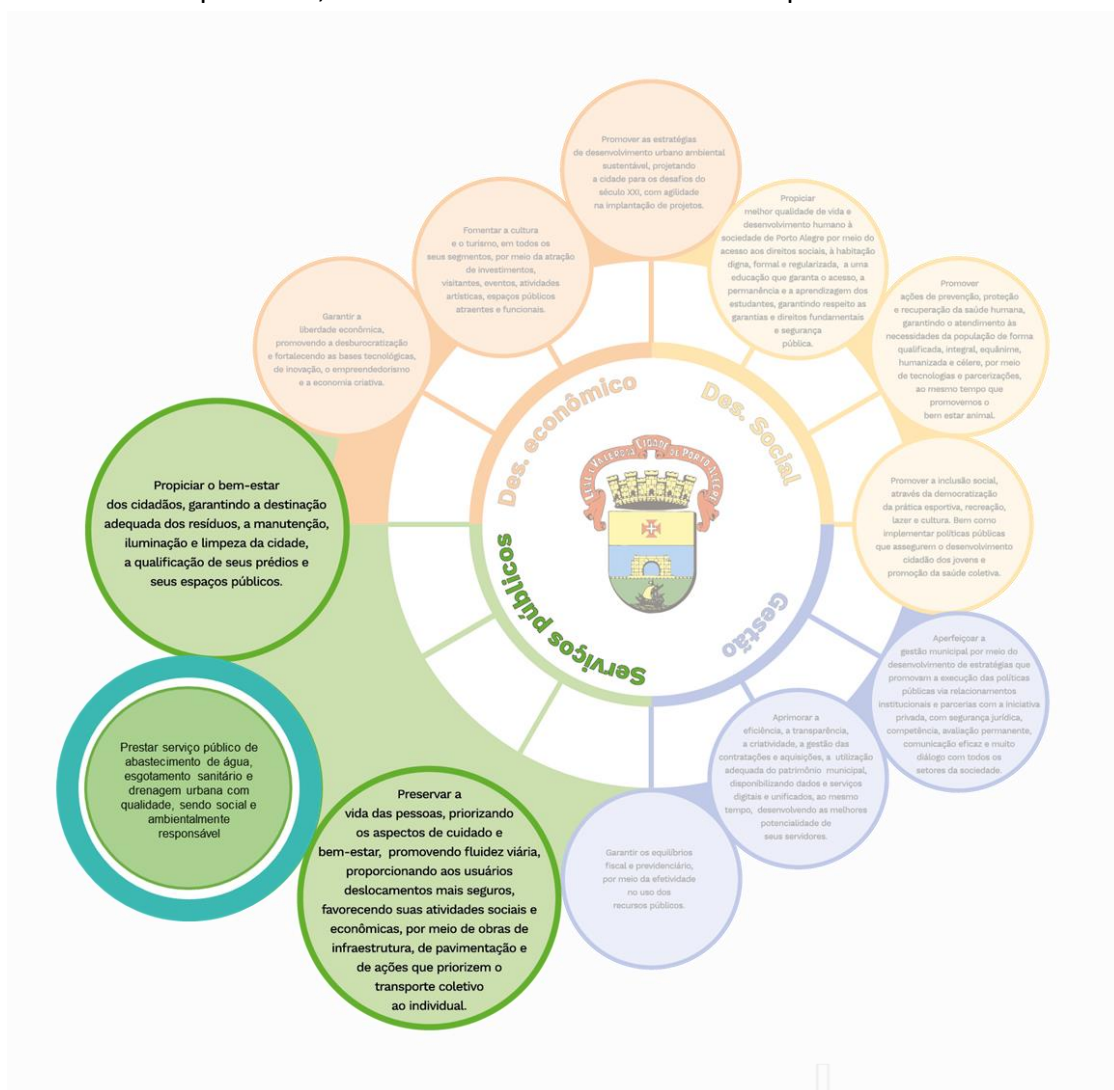 Promover as estratégias
de desenvolvimento urbano ambiental
sustentável, projetando
a cidade para os desafios do
século XXI, com agilidade
na implantação de projetos.
Propiciar
melhor qualidade de vida e
desenvolvimento humano à
sociedade de Porto Alegre por meio do
acesso aos direitos sociais, à habitação
digna, formal e regularizada, a uma
educação que garanta o acesso, a
permanência e a aprendizagem dos
estudantes, garantindo respeito as
garantias e direitos fundamentais
e segurança
pública.
Fomentar a cultura
e o turismo, em todos os
seus segmentos, por meio da atração
de investimentos,
visitantes, eventos, atividades
artísticas, espaços públicos
atraentes e funcionais.
Promover
ações de prevenção, proteção
e recuperação da saúde humana,
garantindo o atendimento às
necessidades da população de forma
qualificada, integral, equânime,
humanizada e célere, por meio
de tecnologias e parcerizações,
ao mesmo tempo que
promovemos o
bem estar animal.
Garantir a
liberdade econômica,
promovendo a desburocratização
e fortalecendo as bases tecnológicas,
de inovação, o empreendedorismo
e a economia criativa.
Des. econômico
Des. Social
LEAL E VALEROSA CIDADE DE PORTO ALEGRE
Serviços públicos
Gestão
Propiciar o bem-estar
dos cidadãos, garantindo a destinação
adequada dos resíduos, a manutenção,
iluminação e limpeza da cidade,
a qualificação de seus prédios e
seus espaços públicos.
Promover a inclusão social,
através da democratização
da prática esportiva, recreação,
lazer e cultura. Bem como
implementar políticas públicas
que assegurem o desenvolvimento
cidadão dos jovens e
promoção da saúde coletiva.
Aperfeiçoar a
gestão municipal por meio do
desenvolvimento de estratégias que
promovam a execução das políticas
públicas via relacionamentos
institucionais e parcerias com a iniciativa
privada, com segurança jurídica,
competência, avaliação permanente,
comunicação eficaz e muito
diálogo com todos os
setores da sociedade.
Prestar serviço público de
abastecimento de água,
esgotamento sanitário e
drenagem urbana com
qualidade, sendo social e
ambientalmente
responsável
Aprimorar a
eficiência, a transparência,
a criatividade, a gestão das
contratações e aquisições, a utilização
adequada do patrimônio municipal,
disponibilizando dados e serviços
digitais e unificados, ao mesmo
tempo, desenvolvendo as melhores
potencialidade de
seus servidores.
Preservar a
vida das pessoas, priorizando
os aspectos de cuidado e
bem-estar, promovendo fluidez viária,
proporcionando aos usuários
deslocamentos mais seguros,
favorecendo suas atividades sociais e
econômicas, por meio de obras de
infraestrutura, de pavimentação e
de ações que priorizem o
transporte coletivo
ao individual.
Garantir os equilíbrios
fiscal e previdenciário,
por meio da efetividade
no uso dos
recursos públicos.